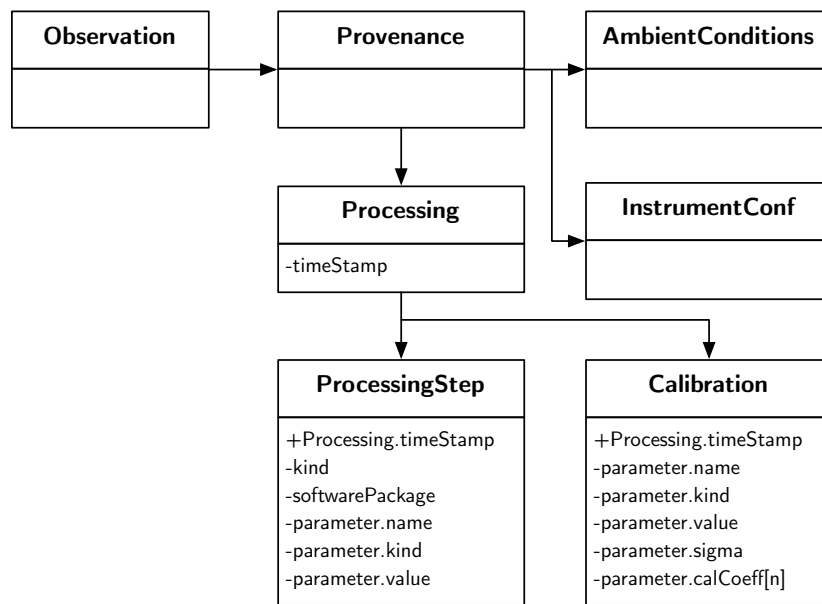 Observation
Provenance
AmbientConditions
Processing
-timeStamp
InstrumentConf
ProcessingStep
+Processing.timeStamp
-kind
-softwarePackage
-parameter.name
-parameter.kind
-parameter.value
Calibration
+Processing.timeStamp
-parameter.name
-parameter.kind
-parameter.value
-parameter.sigma
-parameter.calCoeff[n]